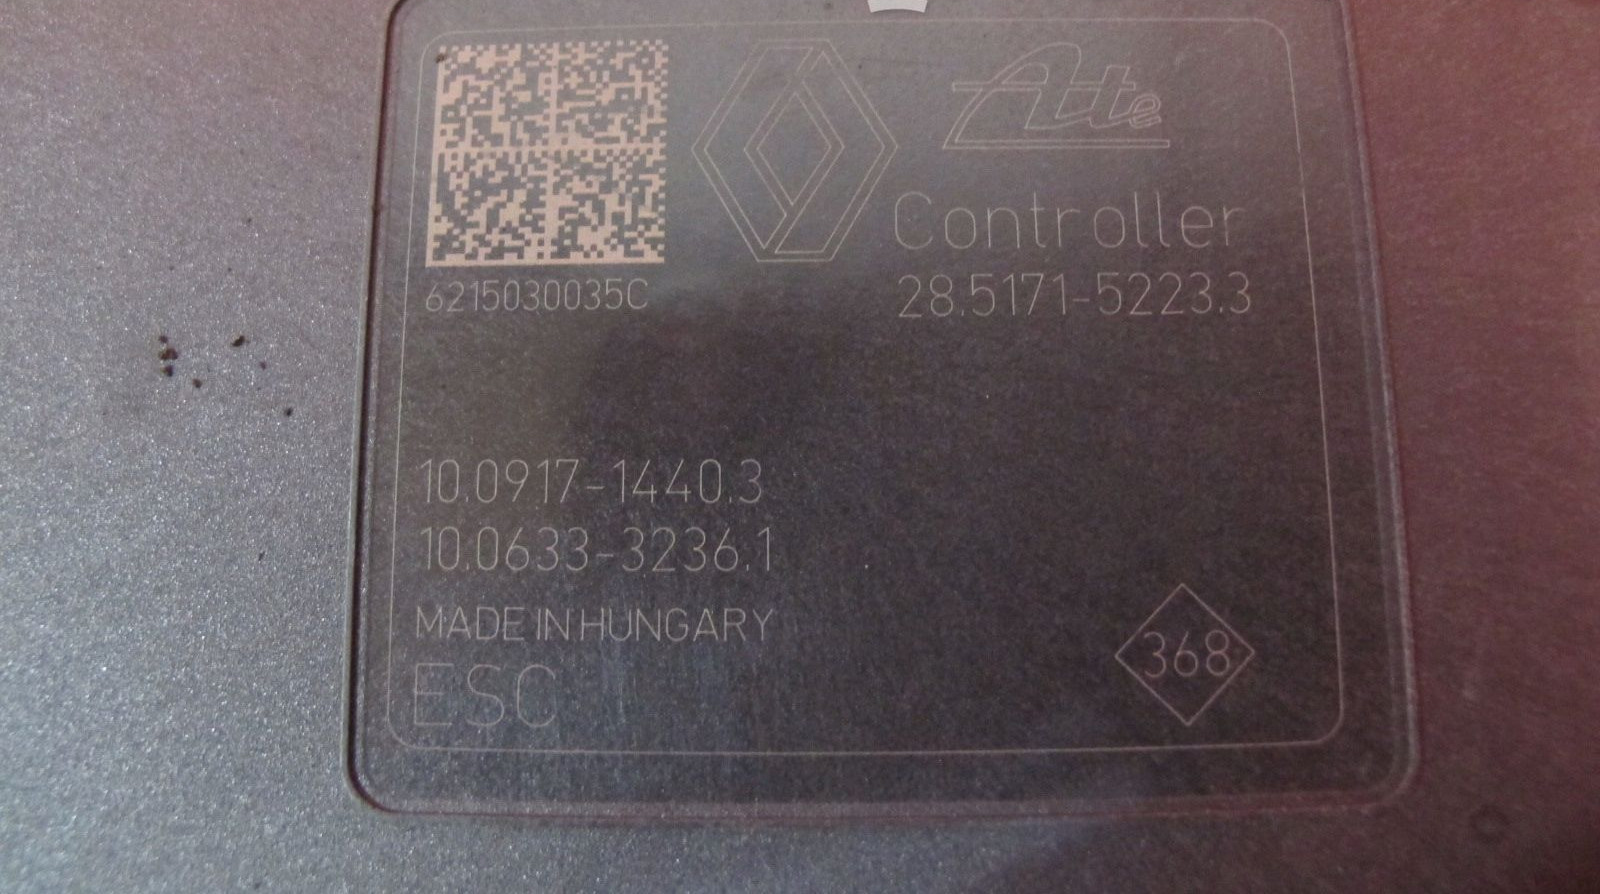 Ate
Controller
6215030035C
28.5171-5223.3
10.0917-1440.3
10.0633-3236.1
MADE IN HUNGARY
ESC
368